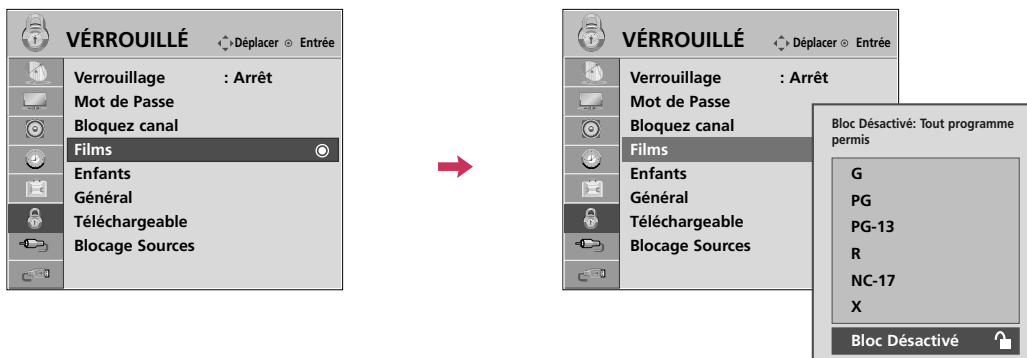 VÉRROUILLÉ Déplacer Entrée
Verrouillage : Arrêt
Mot de Passe
Bloquez canal
Films
Enfants
Général
Téléchargeable
Blocage Sources
VÉRROUILLÉ Déplacer Entrée
Verrouillage : Arrêt
Mot de Passe
Bloquez canal
Films
Enfants
Général
Téléchargeable
Blocage Sources
Bloc Désactivé: Tout programme
permis
G
PG
PG-13
R
NC-17
X
Bloc Désactivé